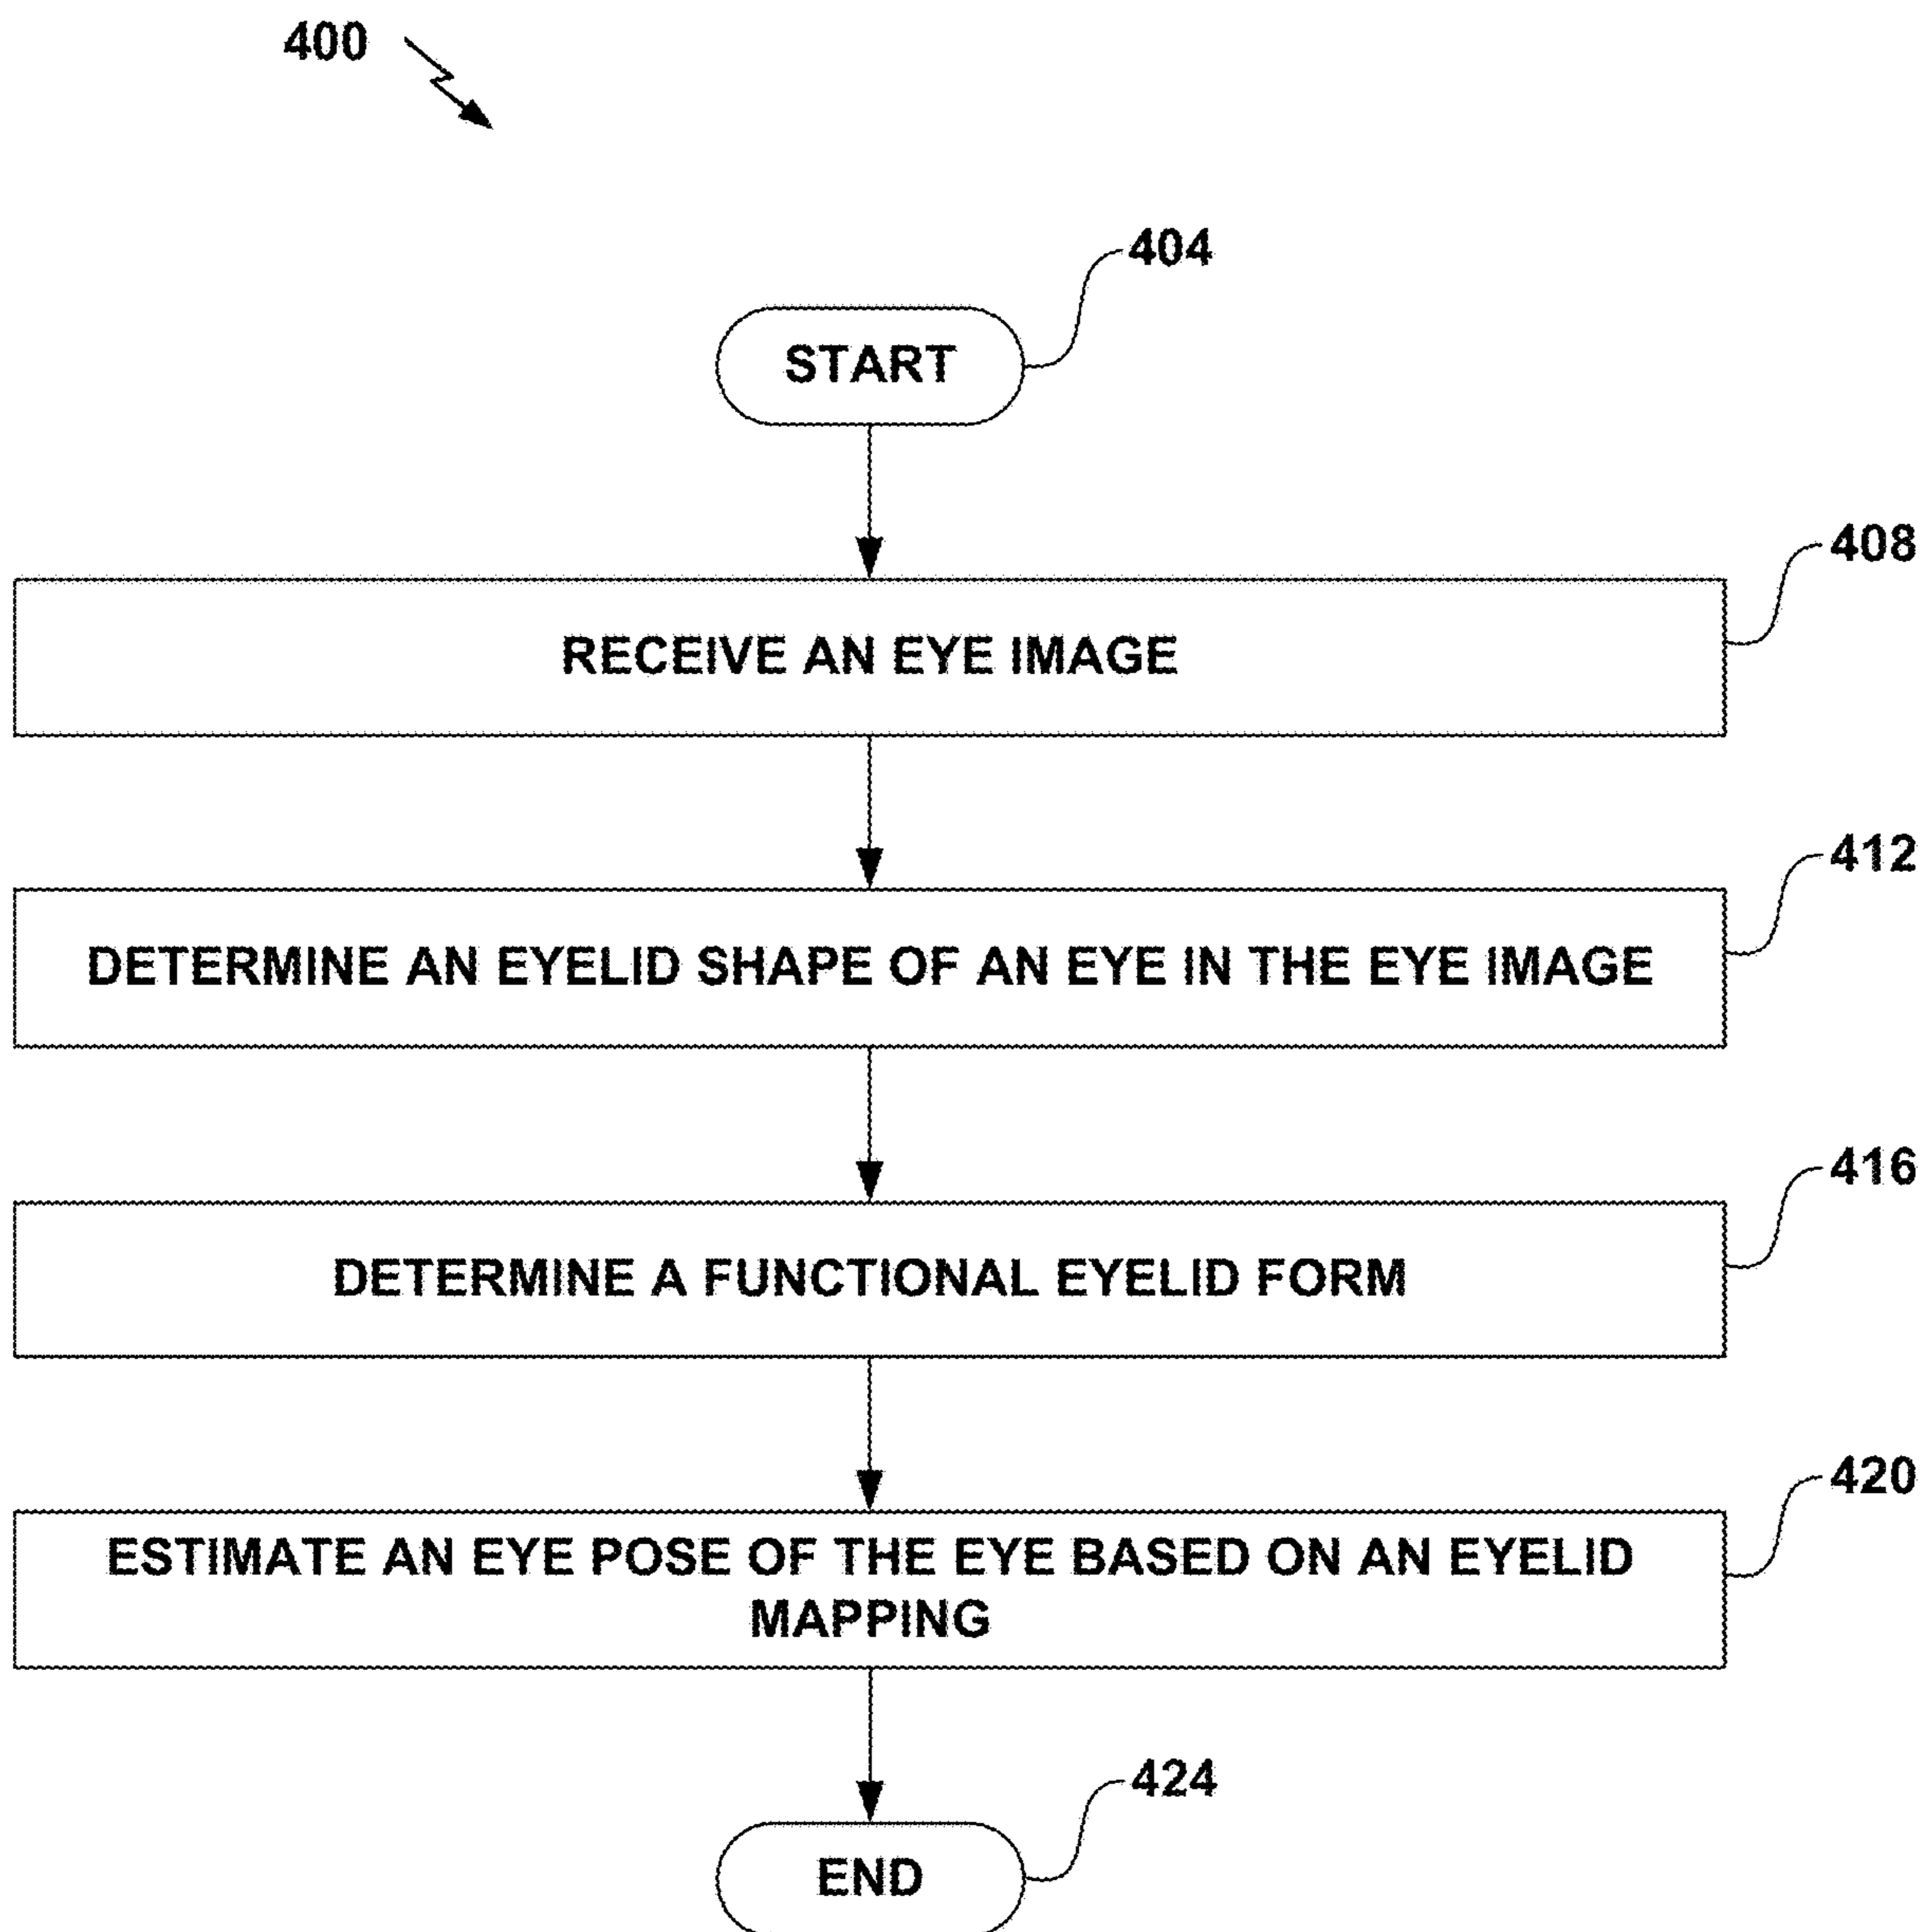 400
404
START
408
RECEIVE AN EYE IMAGE
412
DETERMINE AN EYELID SHAPE OF AN EYE IN THE EYE IMAGE
416
DETERMINE A FUNCTIONAL EYELID FORM
420
ESTIMATE AN EYE POSE OF THE EYE BASED ON AN EYELID
MAPPING
424
END